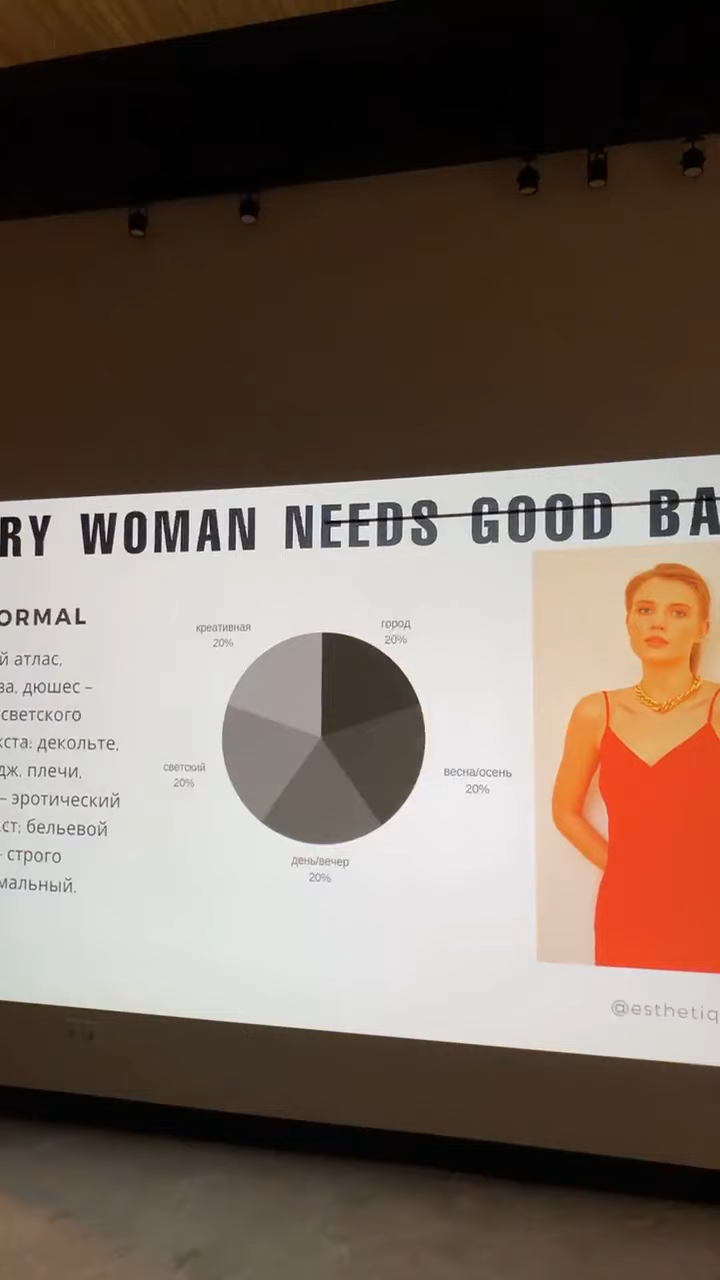 RY WOMAN NEEDS GOOD BA
ORMAL
й атлас,
ва, дюшес –
светского
кста: декольте,
дж, плечи,
– эротический
ст: бельевой
- строго
мальный.
креативная
20%
город
20%
светский
20%
весна/осень
20%
день/вечер
20%
@esthetiq